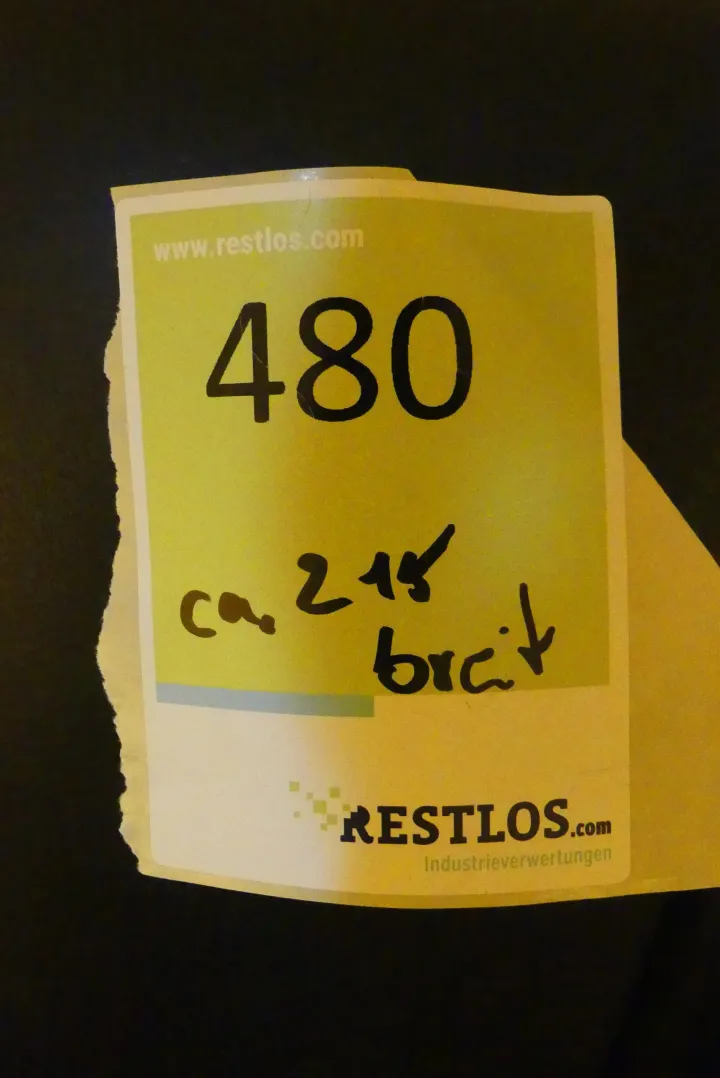 www.restlos.com
480
ca. 215
breit
RESTLOS.com
Industrieverwertungen